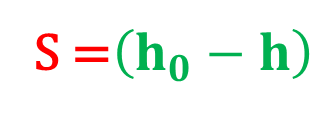 S =(h₀ − h)